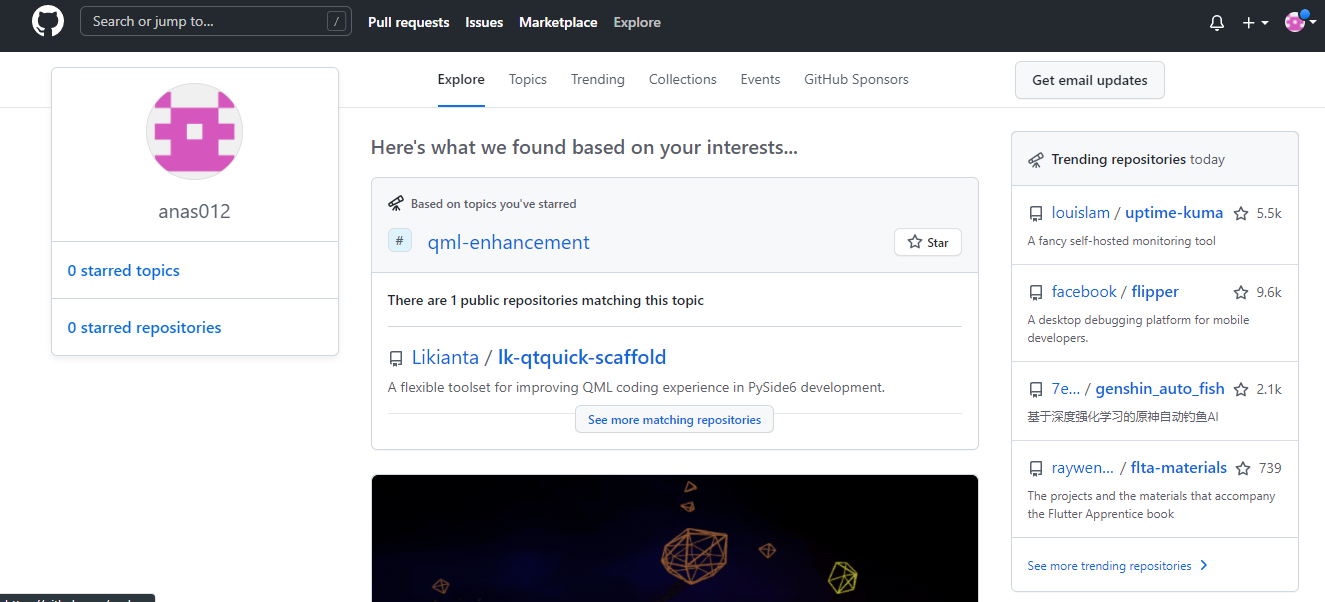 Search or jump to... /
Pull requests Issues Marketplace Explore
Explore Topics Trending Collections Events GitHub Sponsors
Get email updates
anas012
0 starred topics
0 starred repositories
Here's what we found based on your interests...
Based on topics you've starred
# qml-enhancement
Star
There are 1 public repositories matching this topic
Likianta / lk-qtquick-scaffold
A flexible toolset for improving QML coding experience in PySide6 development.
See more matching repositories
Trending repositories today
louislam / uptime-kuma 5.5k
A fancy self-hosted monitoring tool
facebook / flipper 9.6k
A desktop debugging platform for mobile
developers.
7e... / genshin_auto_fish 2.1k
基于深度强化学习的原神自动钓鱼AI
raywen... / flta-materials 739
The projects and the materials that accompany
the Flutter Apprentice book
See more trending repositories